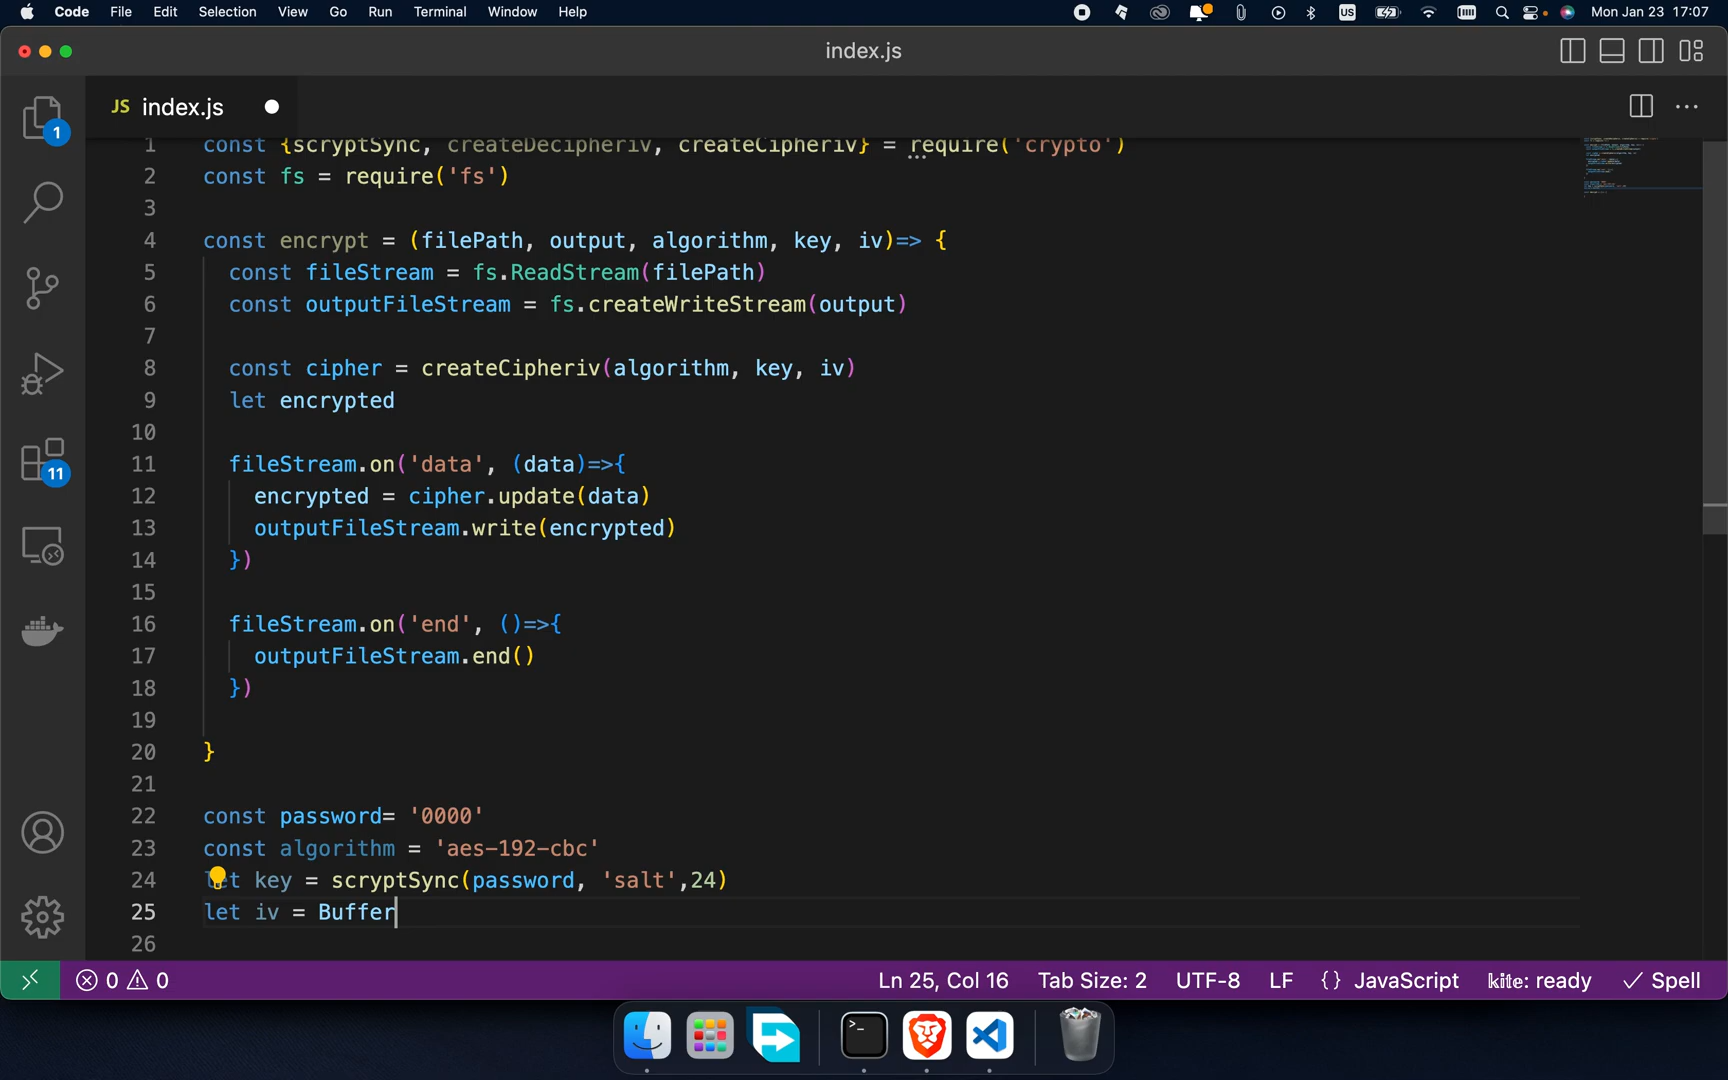 Code File Edit Selection View Go Run Terminal Window Help US Mon Jan 23 17:07
index.js
JS index.js
1 const {scryptSync, createDecipheriv, createCipheriv} = require('crypto')
2 const fs = require('fs')
3
4 const encrypt = (filePath, output, algorithm, key, iv)=> {
5 const fileStream = fs.ReadStream(filePath)
6 const outputFileStream = fs.createWriteStream(output)
7
8 const cipher = createCipheriv(algorithm, key, iv)
9 let encrypted
10
11 fileStream.on('data', (data)=>{
12 encrypted = cipher.update(data)
13 outputFileStream.write(encrypted)
14 })
15
16 fileStream.on('end', ()=>{
17 outputFileStream.end()
18 })
19
20 }
21
22 const password= '0000'
23 const algorithm = 'aes-192-cbc'
24 let key = scryptSync(password, 'salt',24)
25 let iv = Buffer
26
1
11
0 0 Ln 25, Col 16 Tab Size: 2 UTF-8 LF {} JavaScript kite: ready Spell